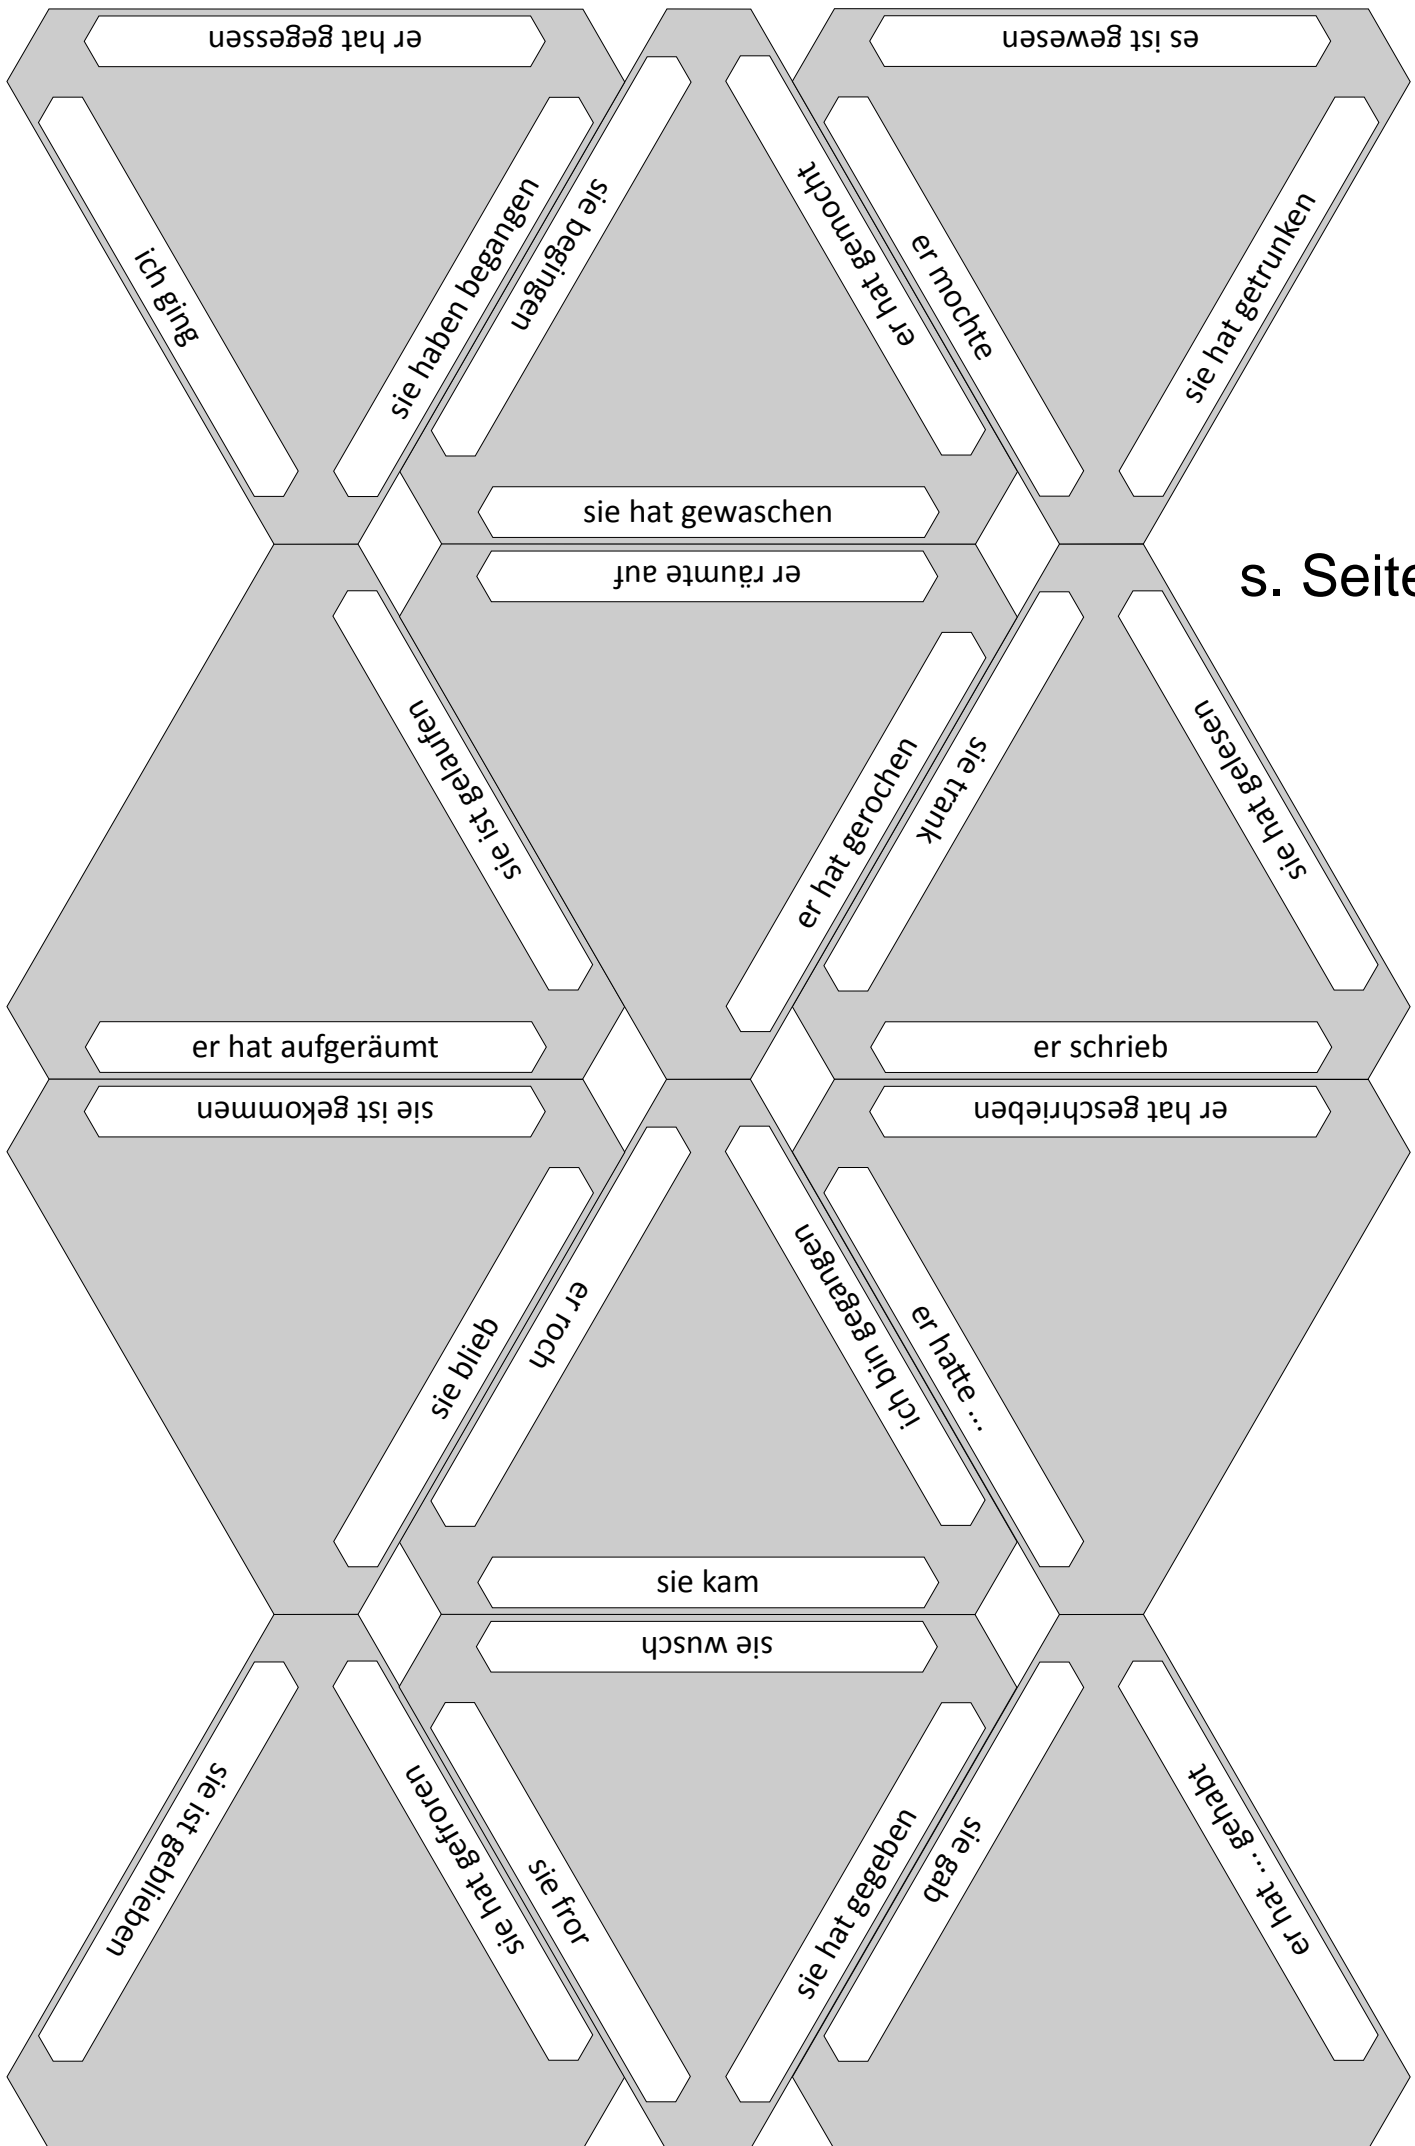 er hat gegessen
es ist gewesen
ich ging
sie haben begangen
sie begingen
er hat gemocht
er mochte
sie hat getrunken
sie hat gewaschen
er räumte auf
s. Seite
sie ist gelaufen
er hat gerochen
sie trank
sie hat gelesen
er hat aufgeräumt
er schrieb
sie ist gekommen
er hat geschrieben
sie blieb
er roch
ich bin gegangen
er hatte ...
sie kam
sie wusch
sie ist geblieben
sie hat gefroren
sie fror
sie hat gegeben
sie gab
er hat ... gehabt